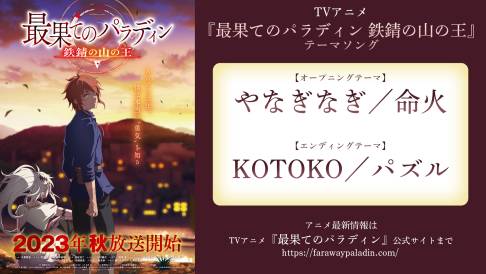 最果てのパラディン
鉄錆の山の王
2023年秋放送開始
TVアニメ
『最果てのパラディン 鉄錆の山の王』
テーマソング
【オープニングテーマ】
やなぎなぎ／命火
【エンディングテーマ】
KOTOKO／パズル
アニメ最新情報は
TVアニメ『最果てのパラディン』公式サイトまで
https://farawaypaladin.com/